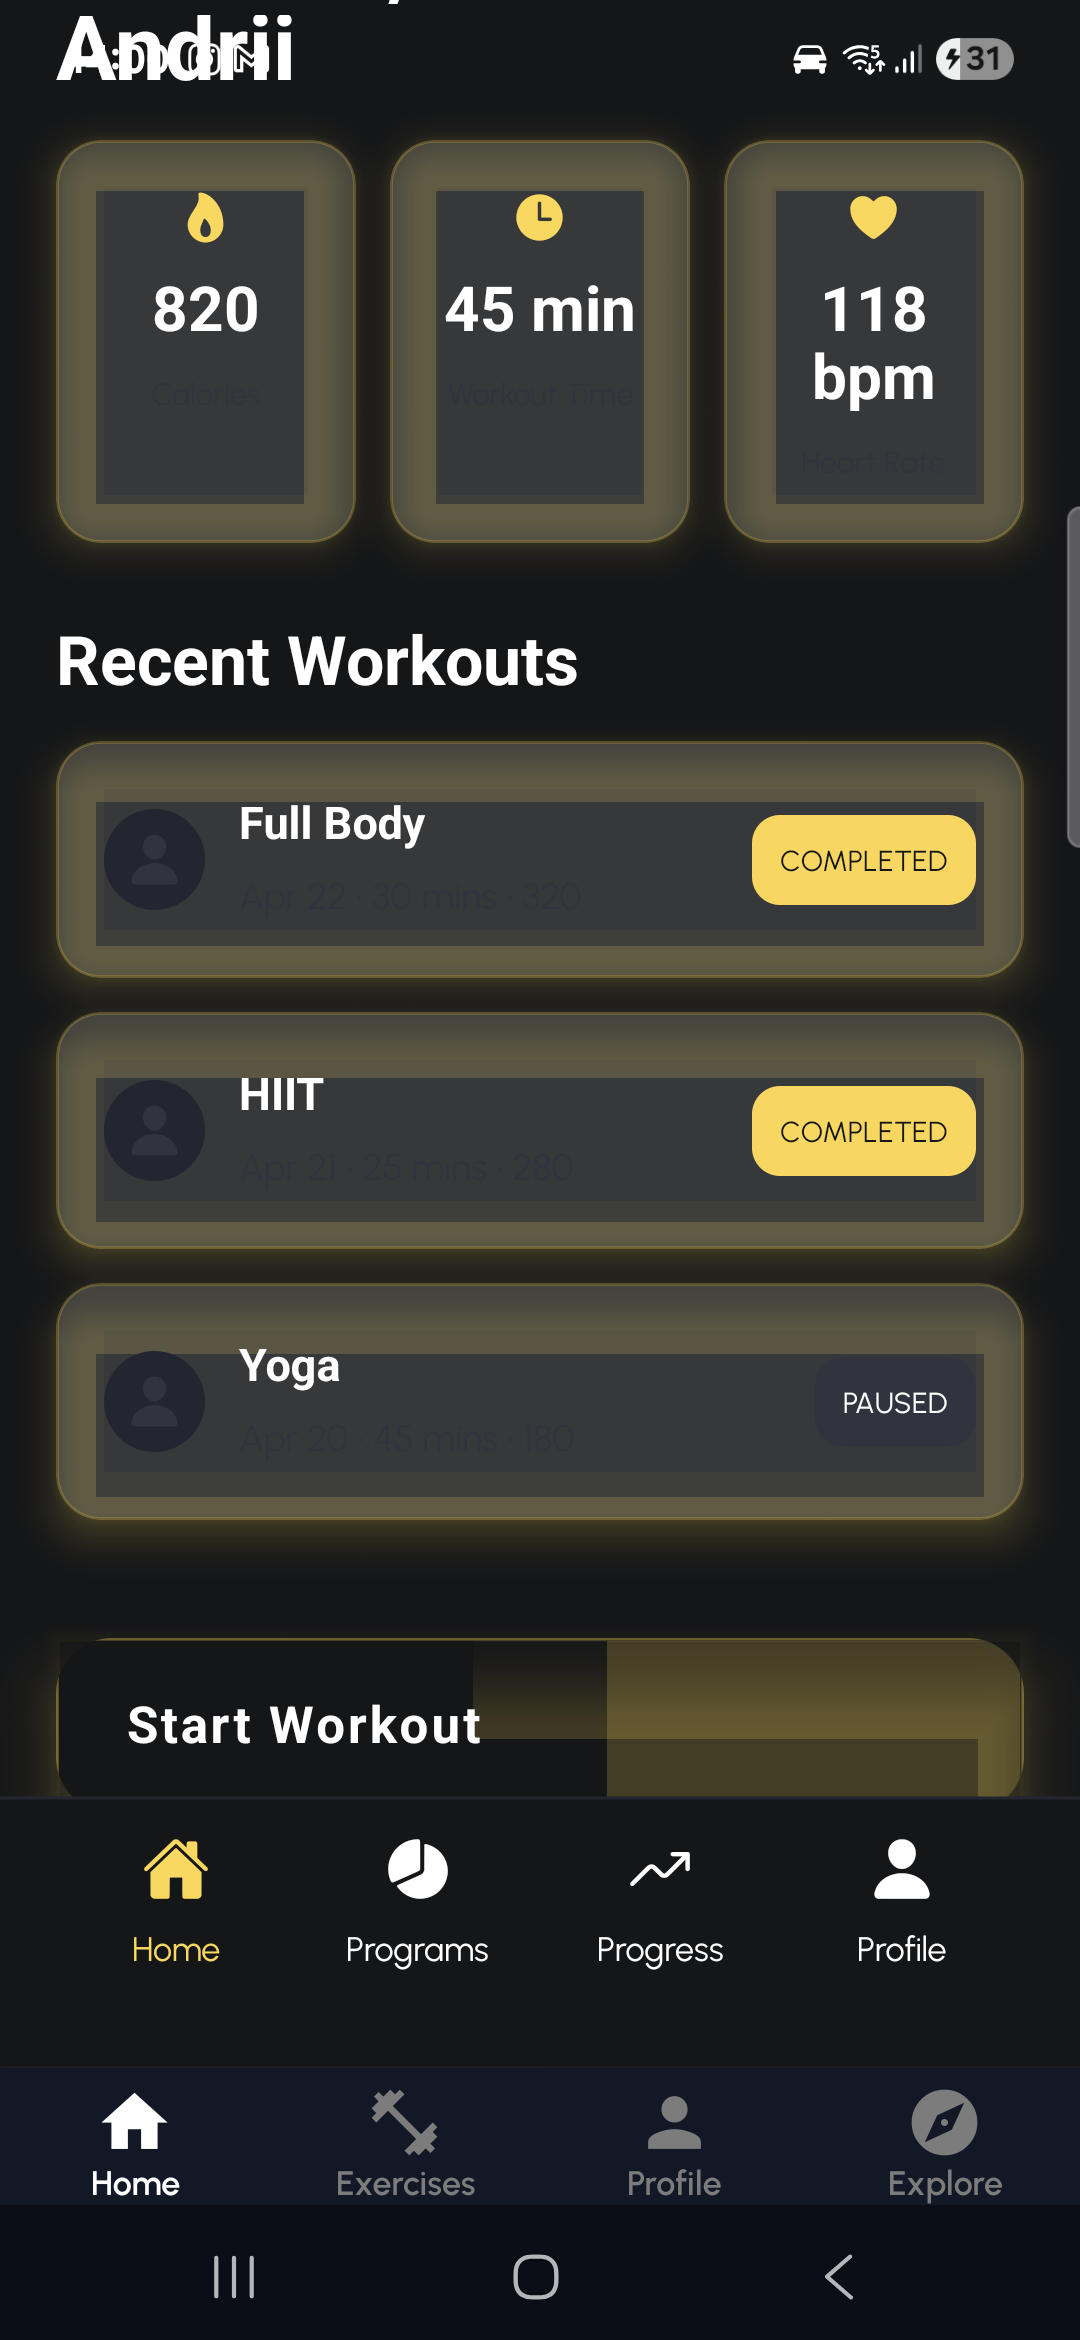 Andrii
31
820
45 min
118
bpm
Calories
Workout Time
Heart Rate
Recent Workouts
Full Body
Apr 22 · 30 mins · 320
COMPLETED
HIIT
Apr 21 · 25 mins · 280
COMPLETED
Yoga
Apr 20 · 45 mins · 180
PAUSED
Start Workout
Home
Programs
Progress
Profile
Home
Exercises
Profile
Explore